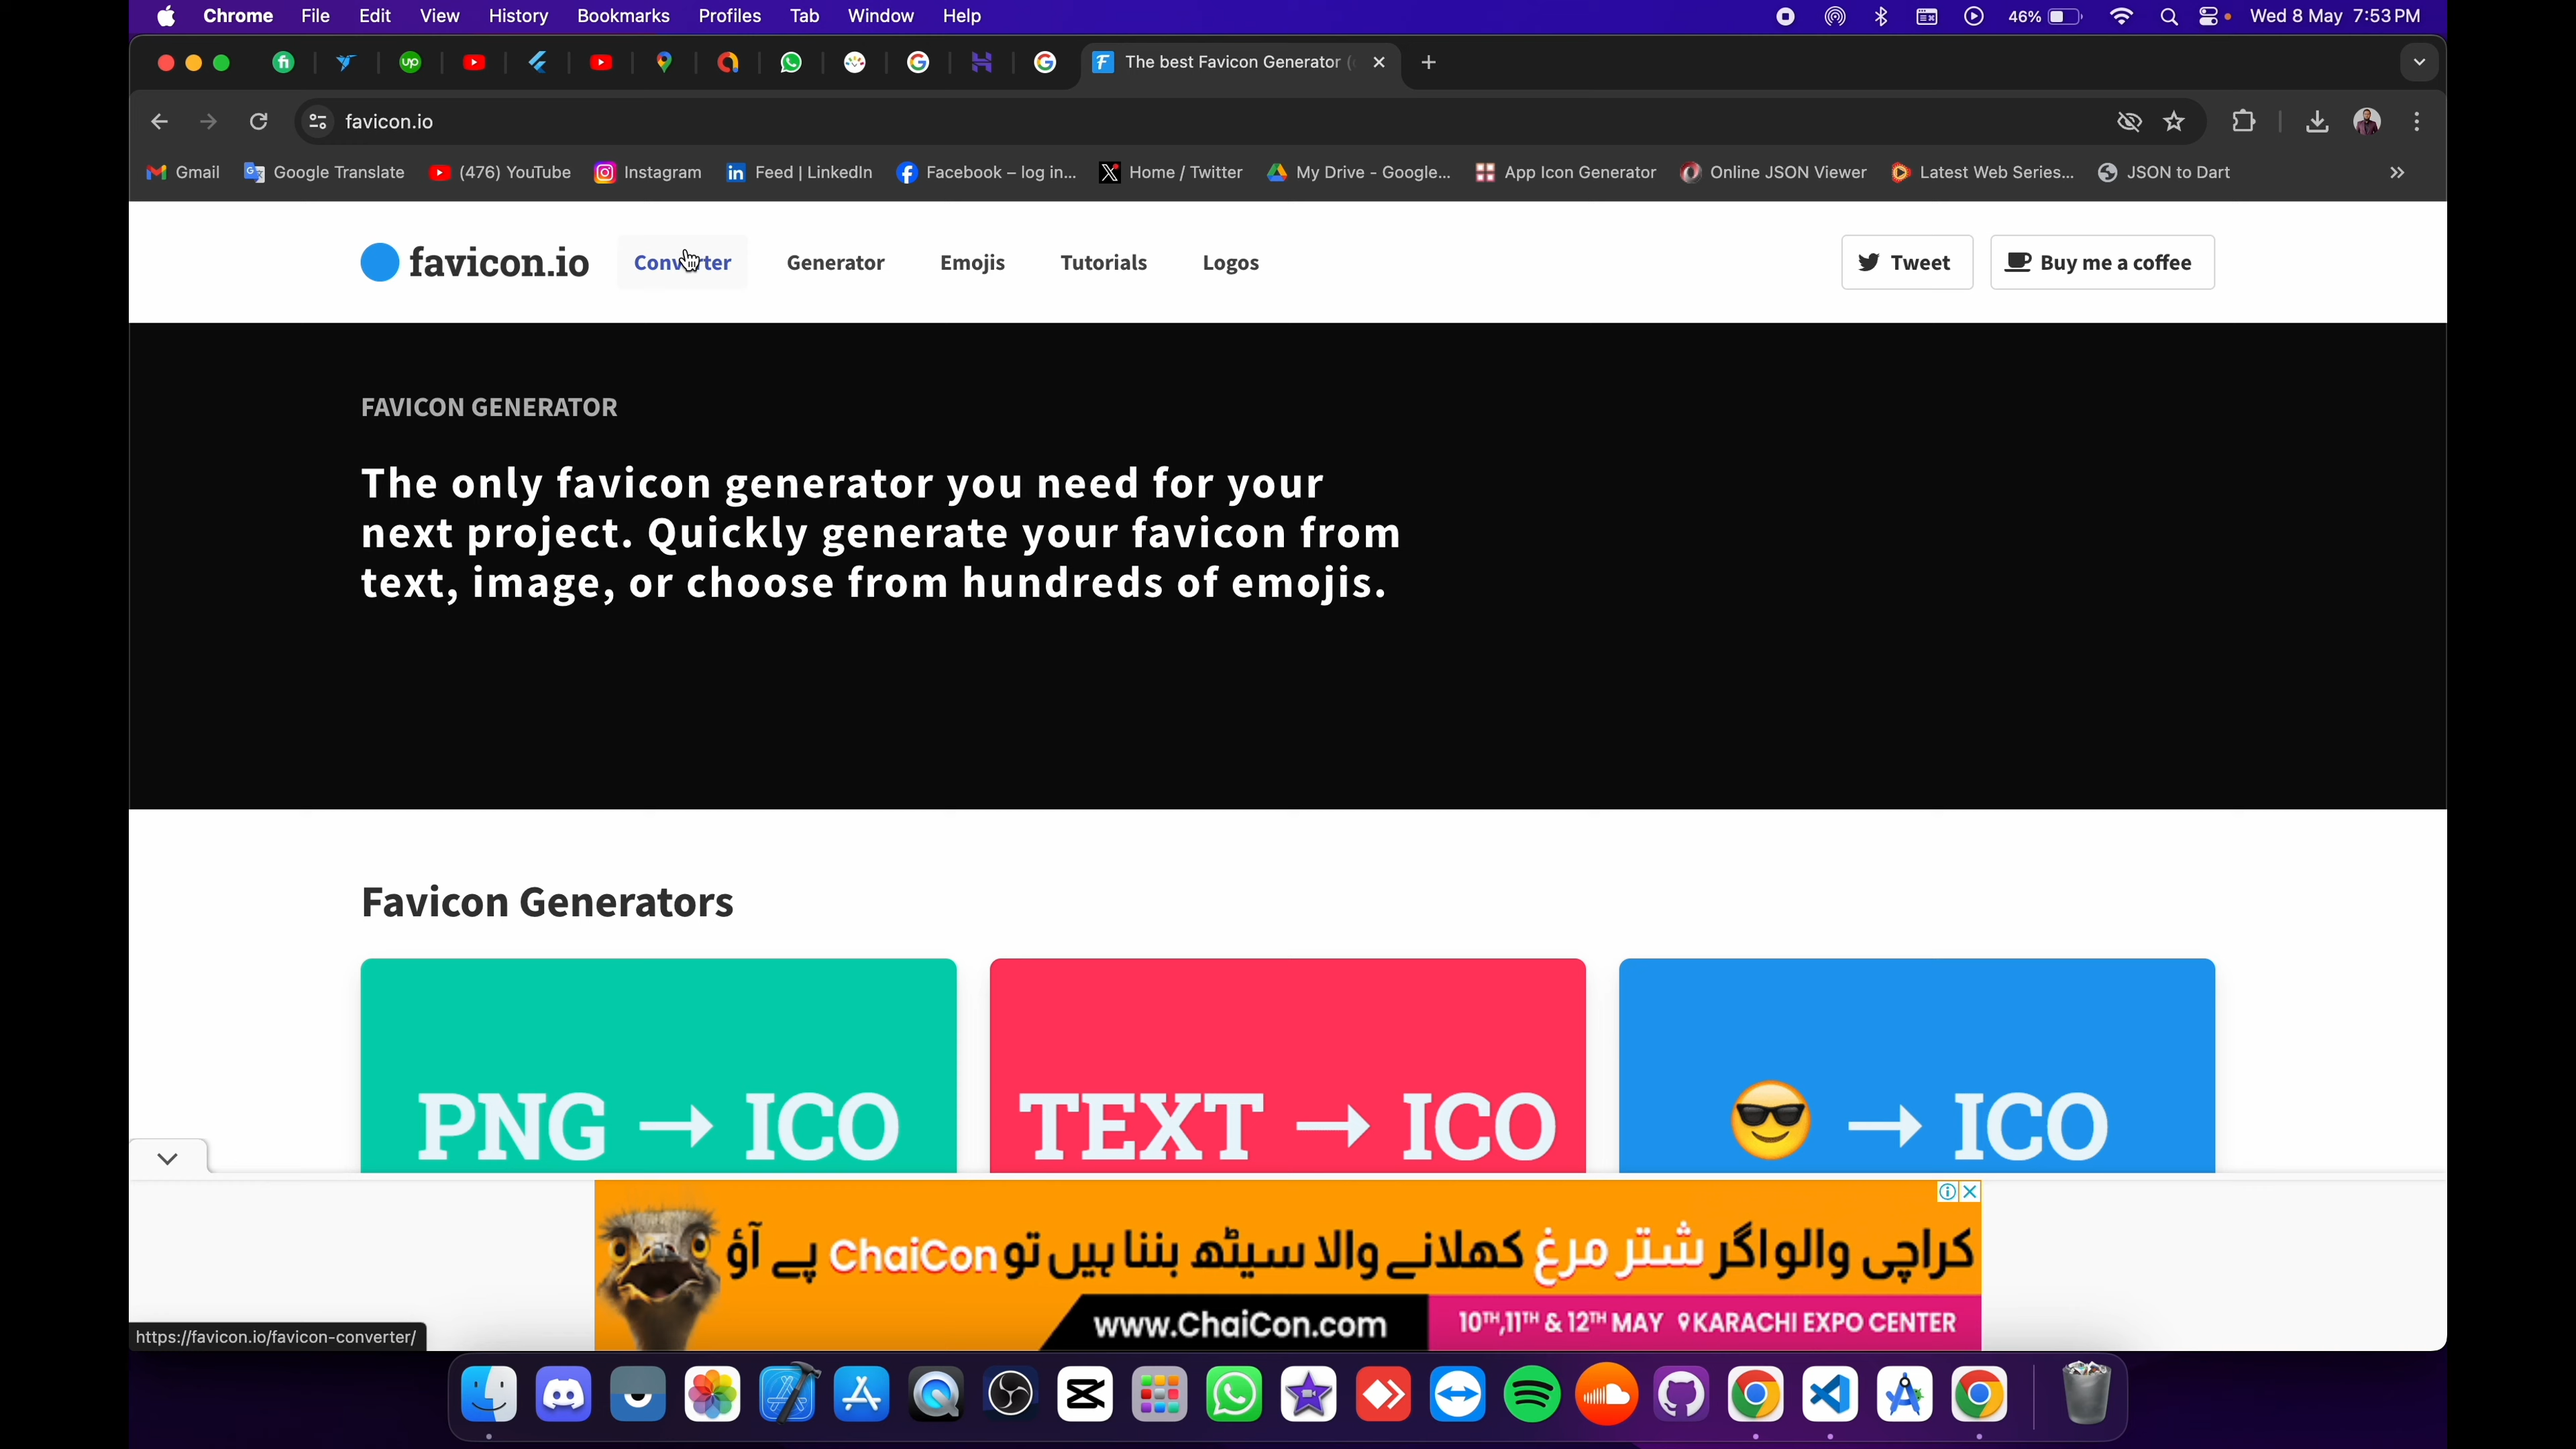 Chrome File Edit View History Bookmarks Profiles Tab Window Help 46% Wed 8 May 7:53 PM
The best Favicon Generator (
favicon.io
Gmail Google Translate (476) YouTube Instagram Feed | LinkedIn Facebook – log in... Home / Twitter My Drive - Google... App Icon Generator Online JSON Viewer Latest Web Series... JSON to Dart
favicon.io Converter Generator Emojis Tutorials Logos Tweet Buy me a coffee
FAVICON GENERATOR
The only favicon generator you need for your
next project. Quickly generate your favicon from
text, image, or choose from hundreds of emojis.
Favicon Generators
PNG → ICO TEXT → ICO 😎 → ICO
کراچی والو اگر شتر مرغ کھلانے والا سیٹھ بننا ہیں تو ChaiCon پے آؤ
www.ChaiCon.com 10TH,11TH & 12TH MAY KARACHI EXPO CENTER
https://favicon.io/favicon-converter/